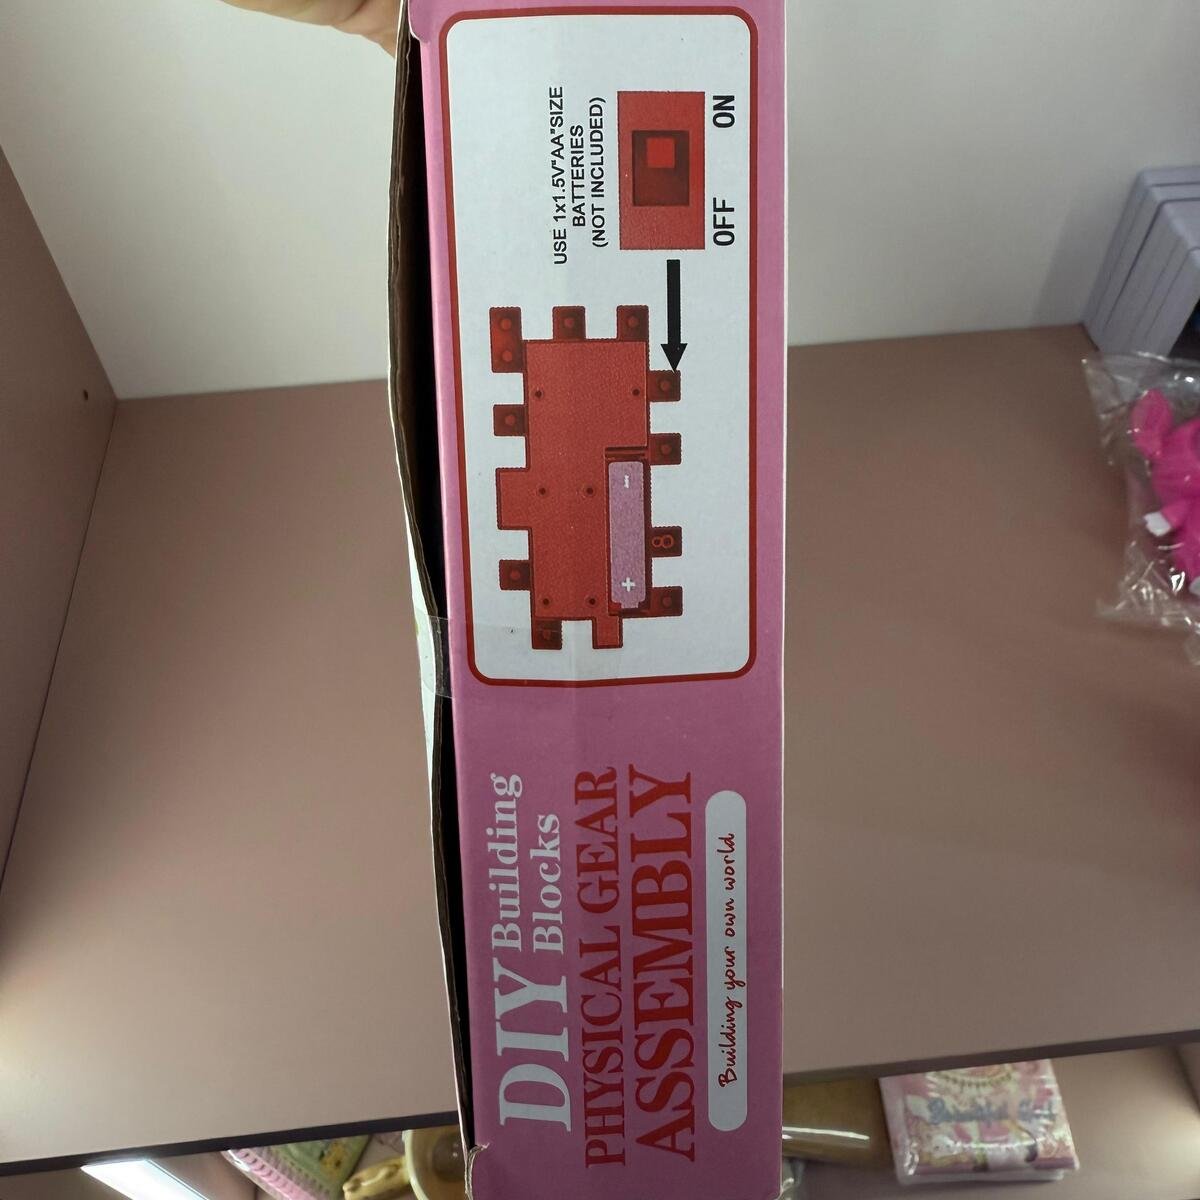 DIY Building
Blocks
PHYSICAL GEAR
ASSEMBLY
Building your own world
USE 1x1.5V"AA"SIZE
BATTERIES
(NOT INCLUDED)
OFF ON
+ -
8